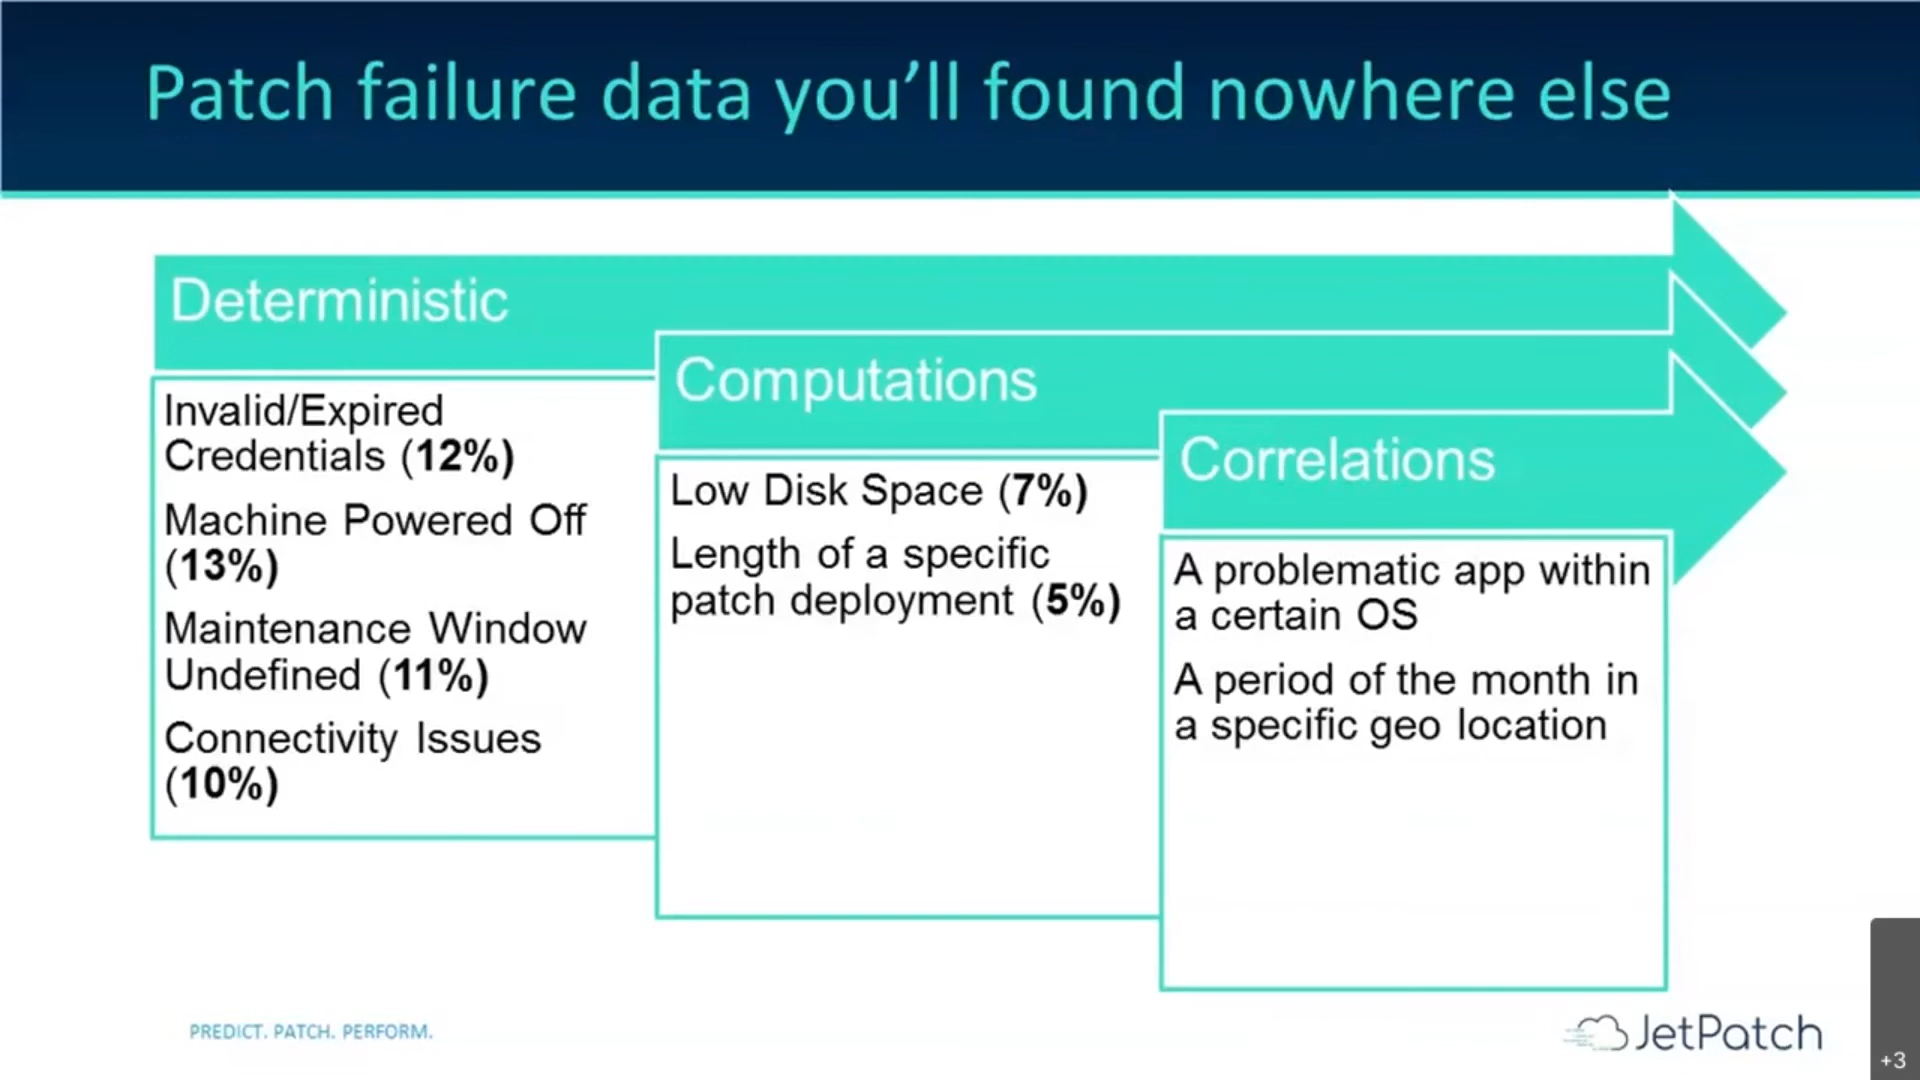 Patch failure data you’ll found nowhere else
Deterministic
Invalid/Expired
Credentials (12%)
Machine Powered Off
(13%)
Maintenance Window
Undefined (11%)
Connectivity Issues
(10%)
Computations
Low Disk Space (7%)
Length of a specific
patch deployment (5%)
Correlations
A problematic app within
a certain OS
A period of the month in
a specific geo location
PREDICT. PATCH. PERFORM.
JetPatch
+3